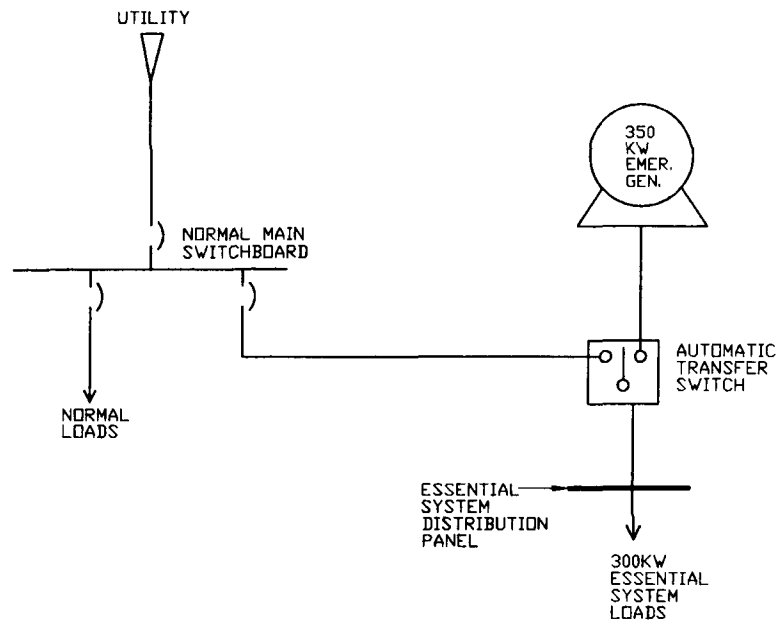 UTILITY
350
KW
EMER.
GEN.
NORMAL MAIN
SWITCHBOARD
AUTOMATIC
TRANSFER
SWITCH
NORMAL
LOADS
ESSENTIAL
SYSTEM
DISTRIBUTION
PANEL
300KW
ESSENTIAL
SYSTEM
LOADS